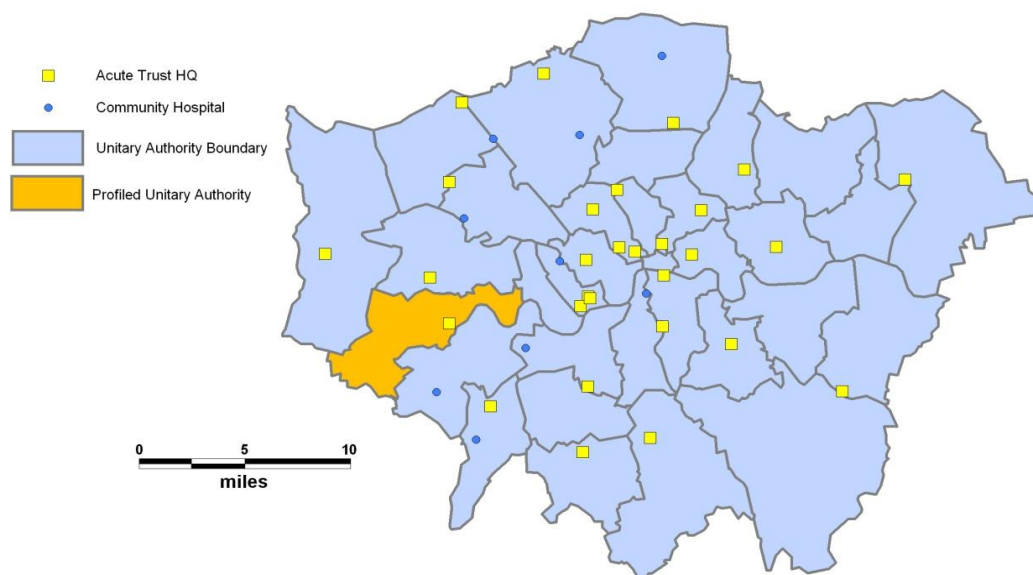 Acute Trust HQ
Community Hospital
Unitary Authority Boundary
Profiled Unitary Authority
0 5 10
miles